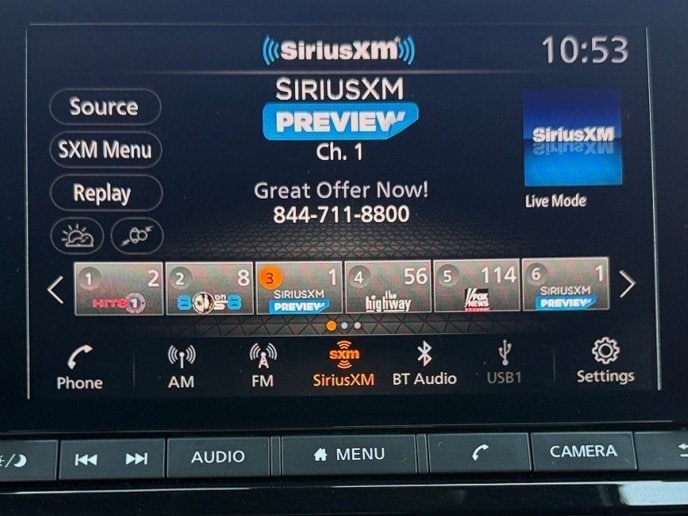 SiriusXM
10:53
SIRIUSXM
PREVIEW
Ch. 1
Source
SXM Menu
Replay
Great Offer Now!
844-711-8800
SiriusXM
Live Mode
1 2
HITS 1
2 8
80s on 8
3 1
SIRIUSXM
PREVIEW
4 56
the
highway
5 114
FOX
NEWS
6 1
SIRIUSXM
PREVIEW
Phone
AM
FM
sxm
SiriusXM
BT Audio
USB1
Settings
AUDIO
MENU
CAMERA